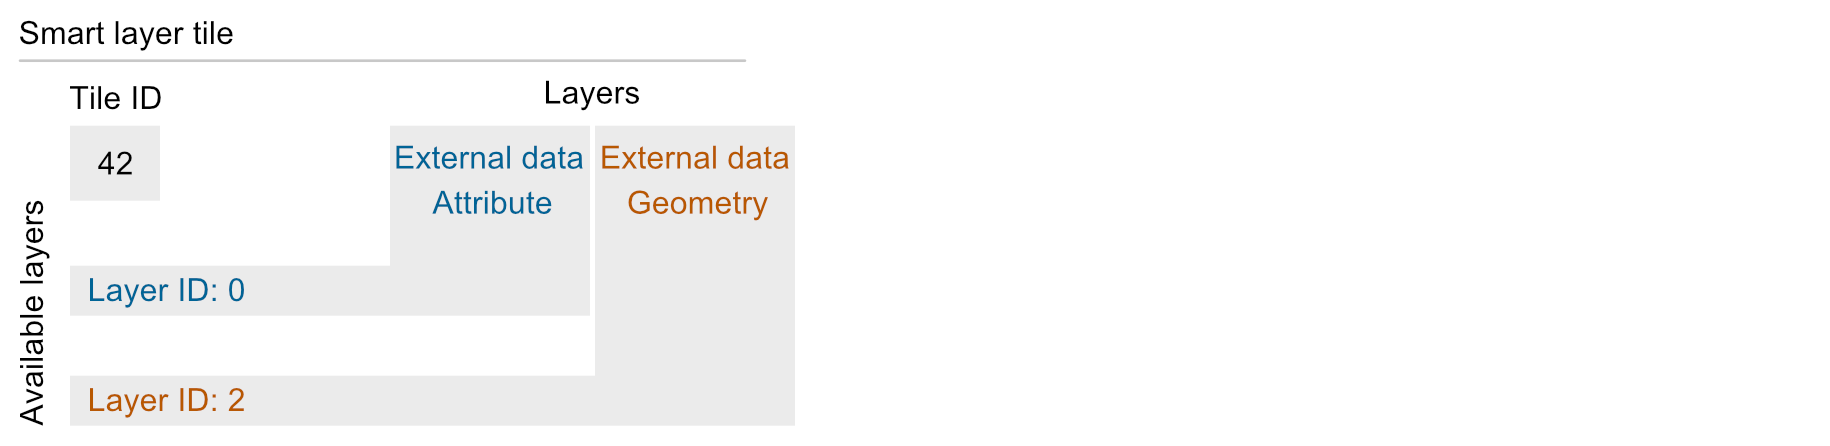 Smart layer tile
Tile ID
Layers
42
External data
Attribute
External data
Geometry
Available layers
Layer ID: 0
Layer ID: 2